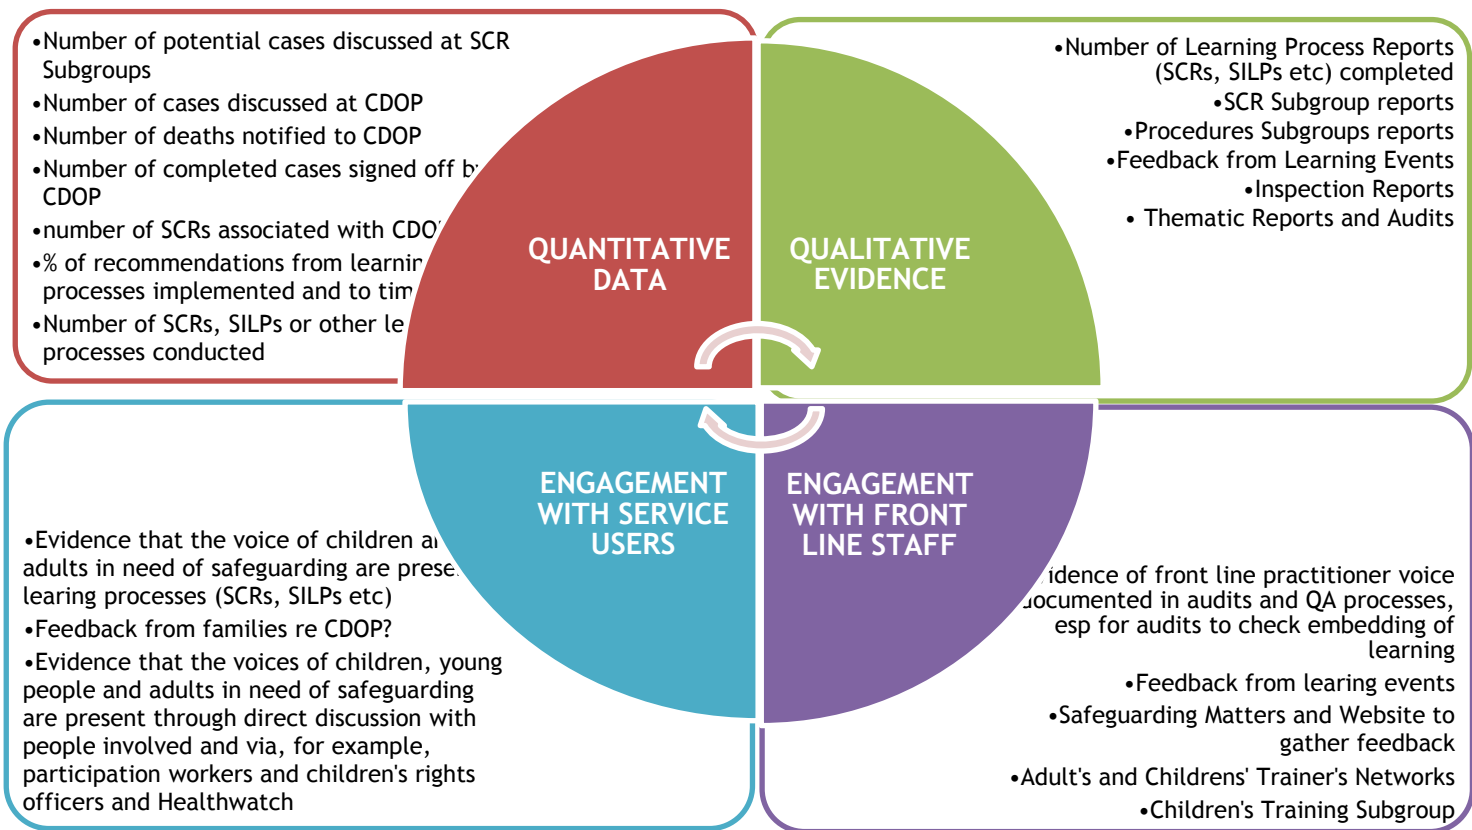 •Number of potential cases discussed at SCR
Subgroups
•Number of cases discussed at CDOP
•Number of deaths notified to CDOP
•Number of completed cases signed off
CDOP
•number of SCRs associated with
•% of recommendations from
processes implemented and to
•Number of SCRs, SILPs or other
processes conducted
QUANTITATIVE
DATA
•Number of Learning Process Reports
(SCRs, SILPs etc) completed
•SCR Subgroup reports
•Procedures Subgroups reports
•Feedback from Learning Events
•Inspection Reports
• Thematic Reports and Audits
QUALITATIVE
EVIDENCE
ENGAGEMENT
WITH SERVICE
USERS
•Evidence that the voice of children
adults in need of safeguarding are
learing processes (SCRs, SILPs etc)
•Feedback from families re CDOP?
•Evidence that the voices of children, young
people and adults in need of safeguarding
are present through direct discussion with
people involved and via, for example,
participation workers and children's rights
officers and Healthwatch
ENGAGEMENT
WITH FRONT
LINE STAFF
of front line practitioner voice
documented in audits and QA processes,
esp for audits to check embedding of
learning
•Feedback from learing events
•Safeguarding Matters and Website to
gather feedback
•Adult's and Childrens' Trainer's Networks
•Children's Training Subgroup